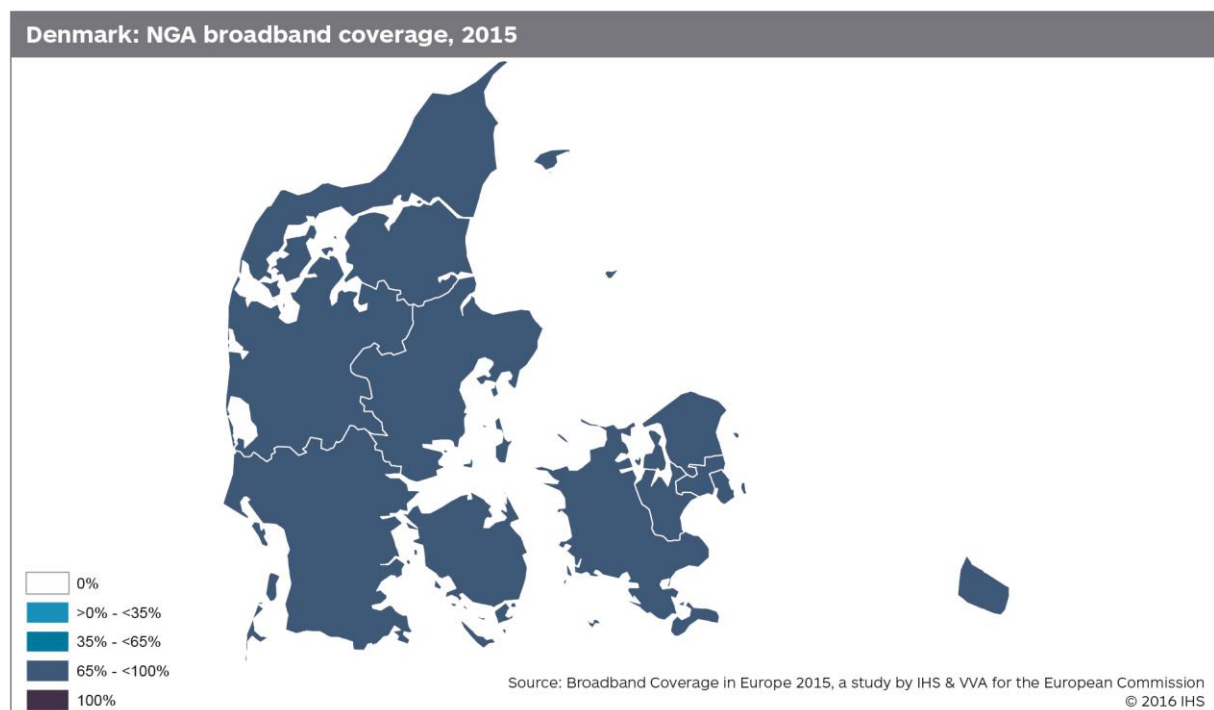 Denmark: NGA broadband coverage, 2015
0%
>0% - <35%
35% - <65%
65% - <100%
100%
Source: Broadband Coverage in Europe 2015, a study by IHS & VVA for the European Commission
© 2016 IHS